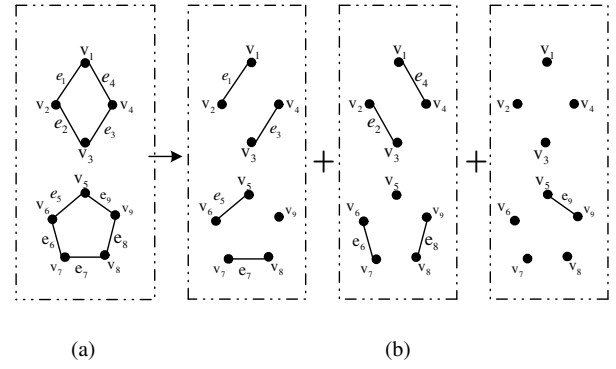 v1
e1 e4
v2 v4
e2 e3
v3
v5
e5 e9
v6 v9
e6 e8
v7 e7 v8
v1
e1
v2 v4
e3
v3
+
v5
e5
v6 v9
v7 e7 v8
v1
e4
v2 v4
e2
v3
+
v5
v6 v9
e6 e8
v7 v8
v1
v2 v4
v3
v5
e9
v6 v9
v7 v8
(a) (b)